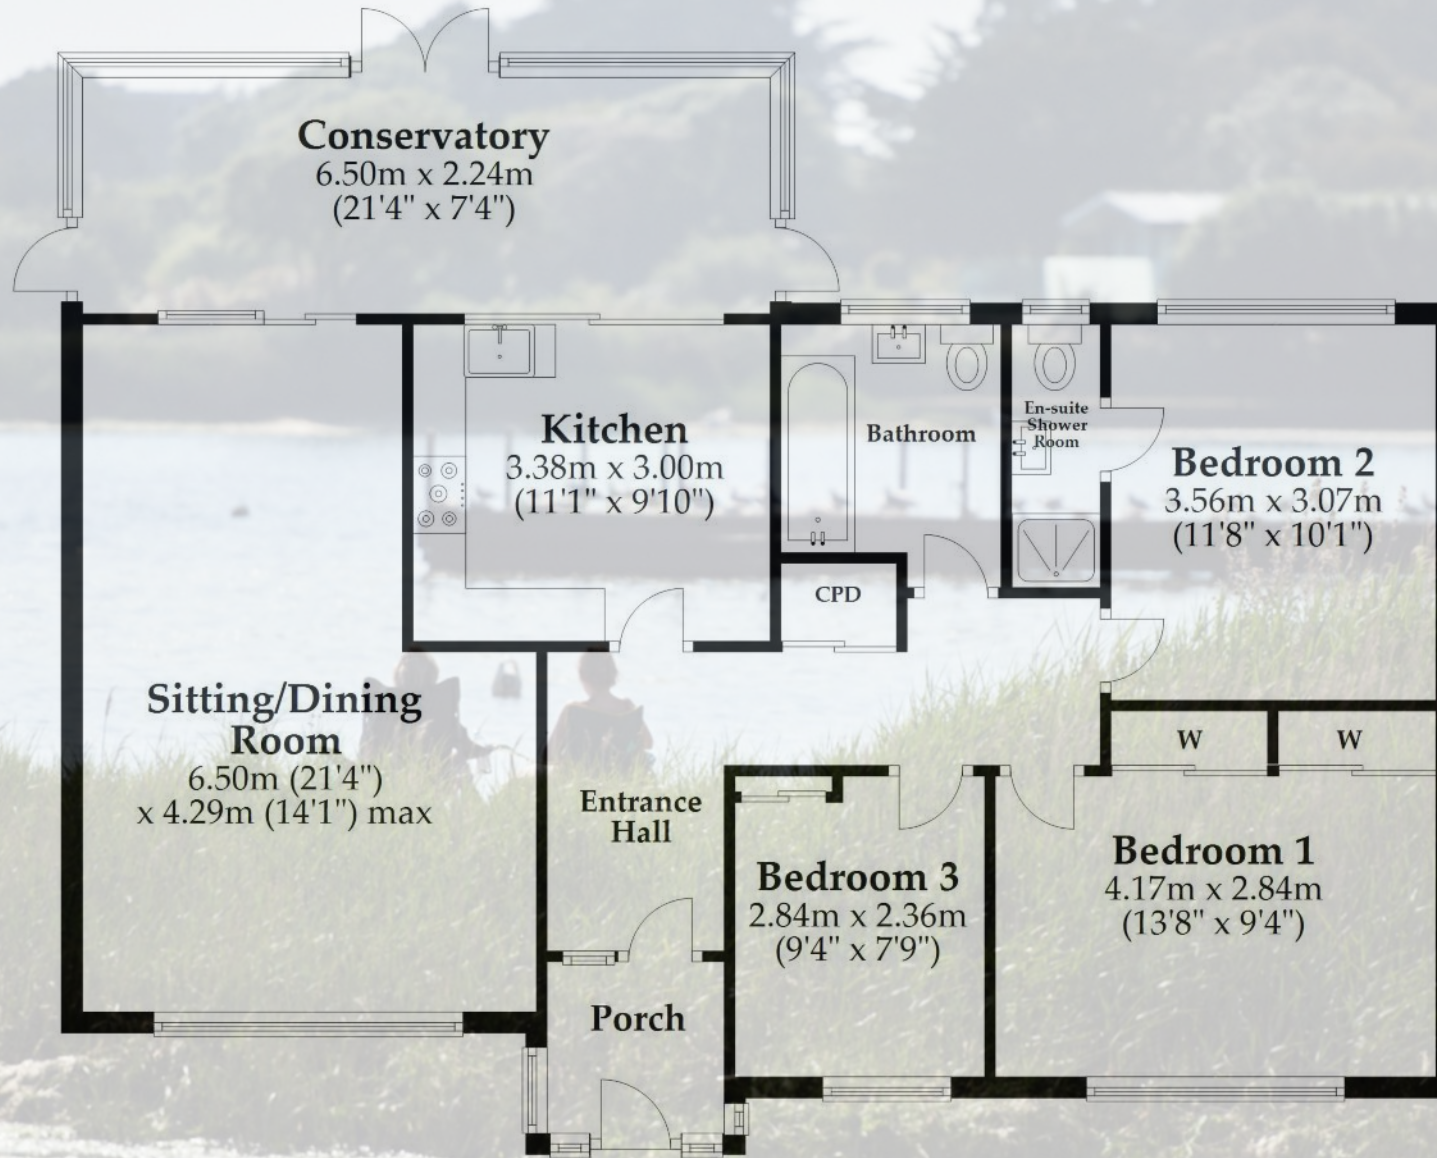 Conservatory
6.50m x 2.24m
(21'4" x 7'4")
Kitchen
3.38m x 3.00m
(11'1" x 9'10")
Bathroom
En-suite
Shower
Room
Bedroom 2
3.56m x 3.07m
(11'8" x 10'1")
CPD
Sitting/Dining
Room
6.50m (21'4")
x 4.29m (14'1") max
W
W
Entrance
Hall
Bedroom 3
2.84m x 2.36m
(9'4" x 7'9")
Bedroom 1
4.17m x 2.84m
(13'8" x 9'4")
Porch